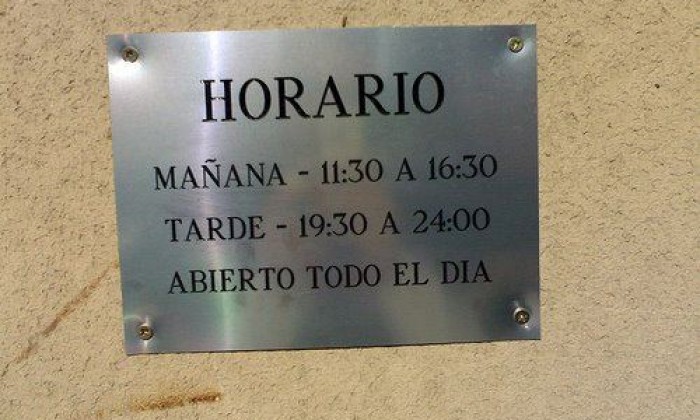 HORARIO
MAÑANA - 11:30 A 16:30
TARDE - 19:30 A 24:00
ABIERTO TODO EL DIA